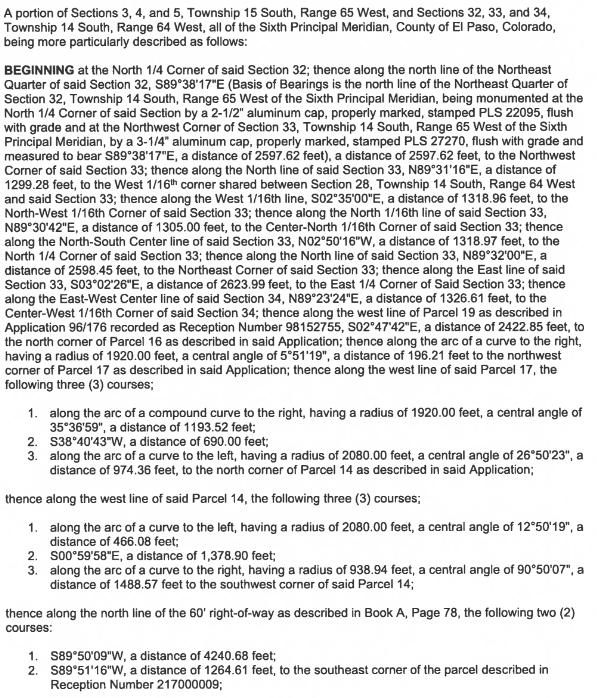 A portion of Sections 3, 4, and 5, Township 15 South, Range 65 West, and Sections 32, 33, and 34,
Township 14 South, Range 64 West, all of the Sixth Principal Meridian, County of El Paso, Colorado,
being more particularly described as follows:
BEGINNING at the North 1/4 Corner of said Section 32; thence along the north line of the Northeast
Quarter of said Section 32, S89°38'17"E (Basis of Bearings is the north line of the Northeast Quarter of
Section 32, Township 14 South, Range 65 West of the Sixth Principal Meridian, being monumented at the
North 1/4 Corner of said Section by a 2-1/2" aluminum cap, properly marked, stamped PLS 22095, flush
with grade and at the Northwest Corner of Section 33, Township 14 South, Range 65 West of the Sixth
Principal Meridian, by a 3-1/4" aluminum cap, properly marked, stamped PLS 27270, flush with grade and
measured to bear S89°38'17"E, a distance of 2597.62 feet), a distance of 2597.62 feet, to the Northwest
Corner of said Section 33; thence along the North line of said Section 33, N89°31'16"E, a distance of
1299.28 feet, to the West 1/16th corner shared between Section 28, Township 14 South, Range 64 West
and said Section 33; thence along the West 1/16th line, S02°35'00"E, a distance of 1318.96 feet, to the
North-West 1/16th Corner of said Section 33; thence along the North 1/16th line of said Section 33,
N89°30'42"E, a distance of 1305.00 feet, to the Center-North 1/16th Corner of said Section 33; thence
along the North-South Center line of said Section 33, N02°50'16"W, a distance of 1318.97 feet, to the
North 1/4 Corner of said Section 33; thence along the North line of said Section 33, N89°32'00"E, a
distance of 2598.45 feet, to the Northeast Corner of said Section 33; thence along the East line of said
Section 33, S03°02'26"E, a distance of 2623.99 feet, to the East 1/4 Corner of Said Section 33; thence
along the East-West Center line of said Section 34, N89°23'24"E, a distance of 1326.61 feet, to the
Center-West 1/16th Corner of said Section 34; thence along the west line of Parcel 19 as described in
Application 96/176 recorded as Reception Number 98152755, S02°47'42"E, a distance of 2422.85 feet, to
the north corner of Parcel 16 as described in said Application; thence along the arc of a curve to the right,
having a radius of 1920.00 feet, a central angle of 5°51'19", a distance of 196.21 feet to the northwest
corner of Parcel 17 as described in said Application; thence along the west line of said Parcel 17, the
following three (3) courses;
1. along the arc of a compound curve to the right, having a radius of 1920.00 feet, a central angle of
35°36'59", a distance of 1193.52 feet;
2. S38°40'43"W, a distance of 690.00 feet;
3. along the arc of a curve to the left, having a radius of 2080.00 feet, a central angle of 26°50'23", a
distance of 974.36 feet, to the north corner of Parcel 14 as described in said Application;
thence along the west line of said Parcel 14, the following three (3) courses;
1. along the arc of a curve to the left, having a radius of 2080.00 feet, a central angle of 12°50'19", a
distance of 466.08 feet;
2. S00°59'58"E, a distance of 1,378.90 feet;
3. along the arc of a curve to the right, having a radius of 938.94 feet, a central angle of 90°50'07", a
distance of 1488.57 feet to the southwest corner of said Parcel 14;
thence along the north line of the 60' right-of-way as described in Book A, Page 78, the following two (2)
courses:
1. S89°50'09"W, a distance of 4240.68 feet;
2. S89°51'16"W, a distance of 1264.61 feet, to the southeast corner of the parcel described in
Reception Number 217000009;